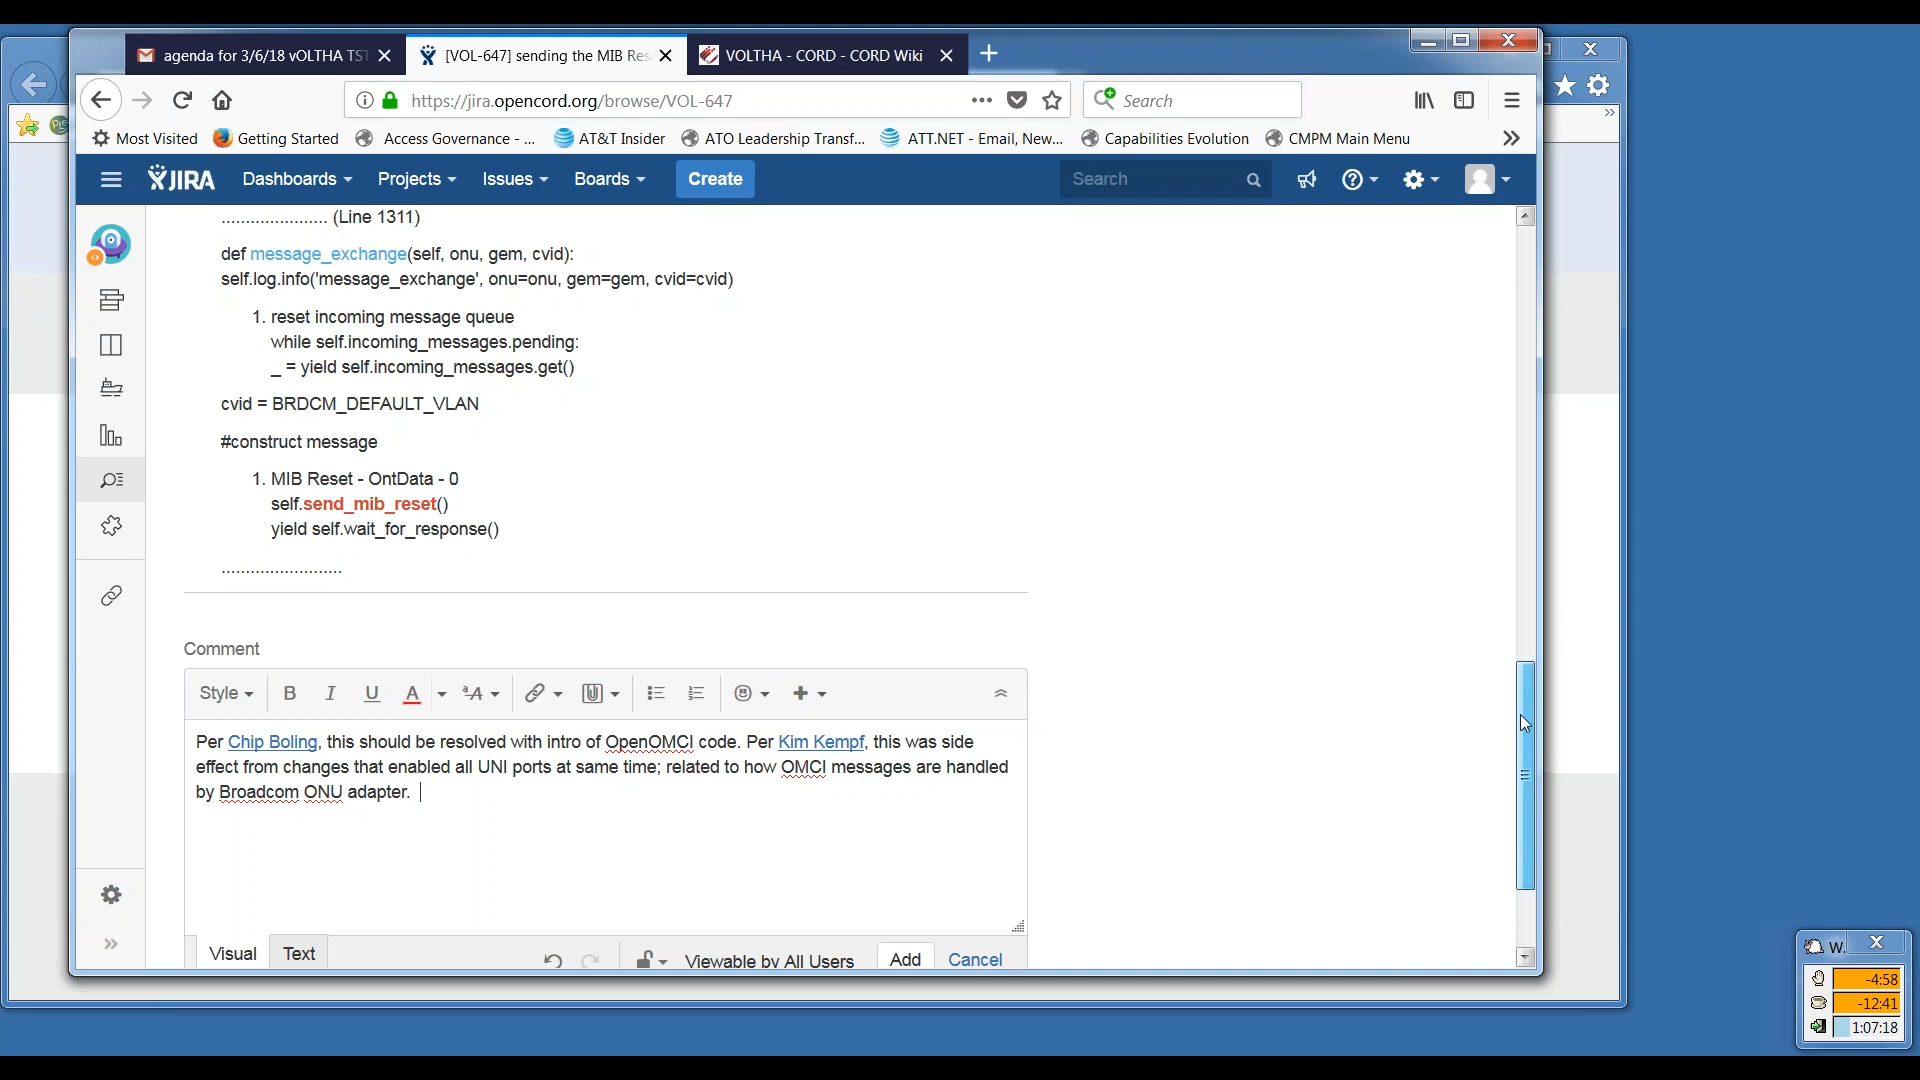 agenda for 3/6/18 vOLTHA TST
[VOL-647] sending the MIB Res
VOLTHA - CORD - CORD Wiki
https://jira.opencord.org/browse/VOL-647
Search
Most Visited
Getting Started
Access Governance - ...
AT&T Insider
ATO Leadership Transf...
ATT.NET - Email, New...
Capabilities Evolution
CMPM Main Menu
JIRA
Dashboards
Projects
Issues
Boards
Create
Search
...................... (Line 1311)
def message_exchange(self, onu, gem, cvid):
self.log.info('message_exchange', onu=onu, gem=gem, cvid=cvid)
1. reset incoming message queue
while self.incoming_messages.pending:
_ = yield self.incoming_messages.get()
cvid = BRDCM_DEFAULT_VLAN
#construct message
1. MIB Reset - OntData - 0
self.send_mib_reset()
yield self.wait_for_response()
.........................
Comment
Style
B I U A
Per Chip Boling, this should be resolved with intro of OpenOMCI code. Per Kim Kempf, this was side
effect from changes that enabled all UNI ports at same time; related to how OMCI messages are handled
by Broadcom ONU adapter.
Visual
Text
Viewable by All Users
Add
Cancel
W.
-4:58
-12:41
1:07:18